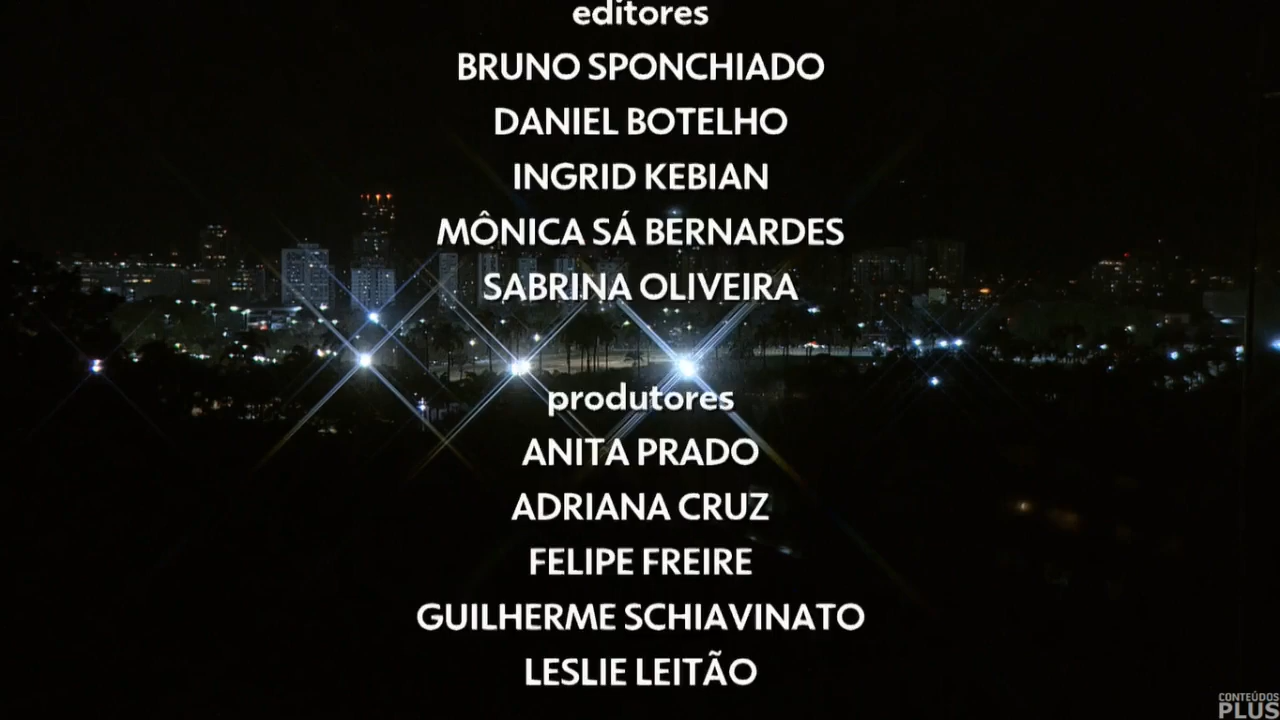 editores
BRUNO SPONCHIADO
DANIEL BOTELHO
INGRID KEBIAN
MÔNICA SÁ BERNARDES
SABRINA OLIVEIRA
produtores
ANITA PRADO
ADRIANA CRUZ
FELIPE FREIRE
GUILHERME SCHIAVINATO
LESLIE LEITÃO
CONTEÚDOS
PLUS